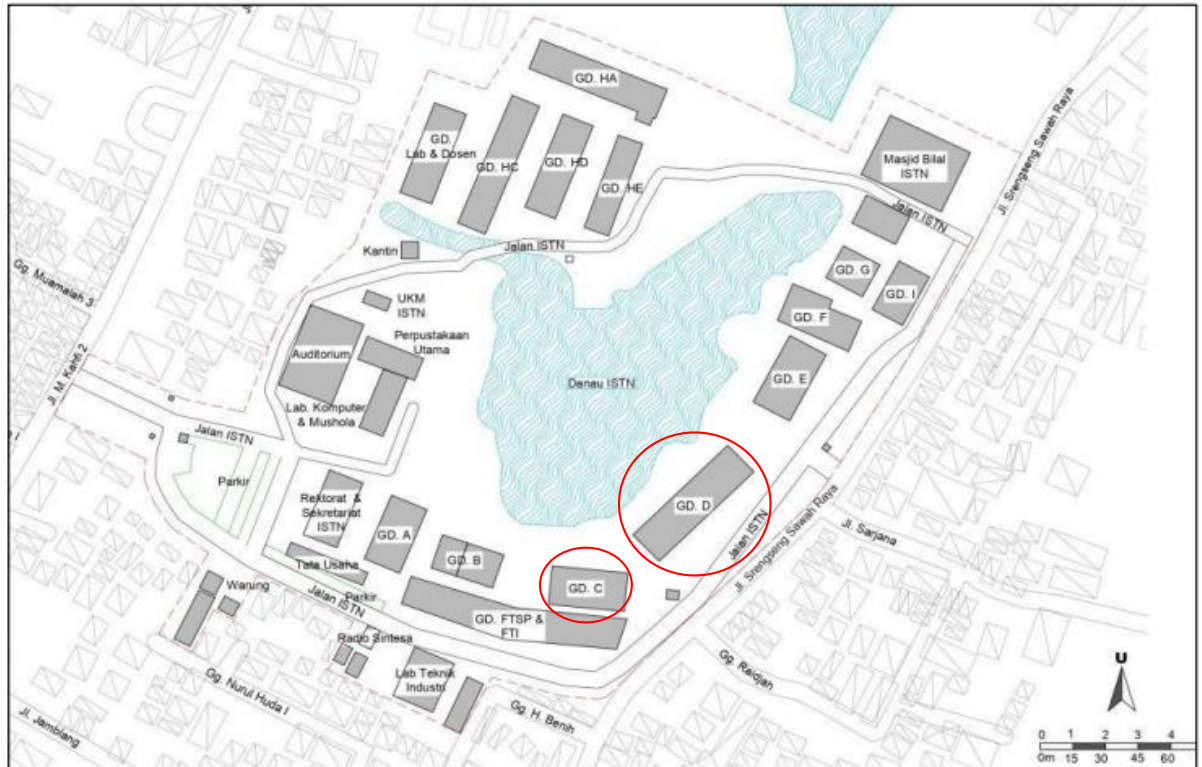 GD. HA
GD.
Lab & Dosen
GD. HC
GD. HD
GD. HE
Masjid Bilal
ISTN
Jl. Srengseng Sawah Raya
Jalan ISTN
Jalan ISTN
Kantin
Gg. Muamalah 3
UKM
ISTN
GD. G
GD. I
GD. F
Perpustakaan
Utama
Auditorium
Danau ISTN
GD. E
Jl. M. Kahfi 2
Lab. Komputer
& Mushola
Jalan ISTN
Parkir
Rektorat &
Sekretariat
ISTN
GD. A
GD. B
GD. C
GD. D
Jalan ISTN
Jl. Srengseng Sawah Raya
Jl. Sarjana
Tata Usaha
Parkir
Warung
Jalan ISTN
GD. FTSP &
FTI
Radio Sintesa
Lab Teknik
Industri
Gg. Nurul Huda I
Gg. H. Benih
Gg. Raidjah
Jl. Jamblang
U
0 1 2 3 4
0m 15 30 45 60